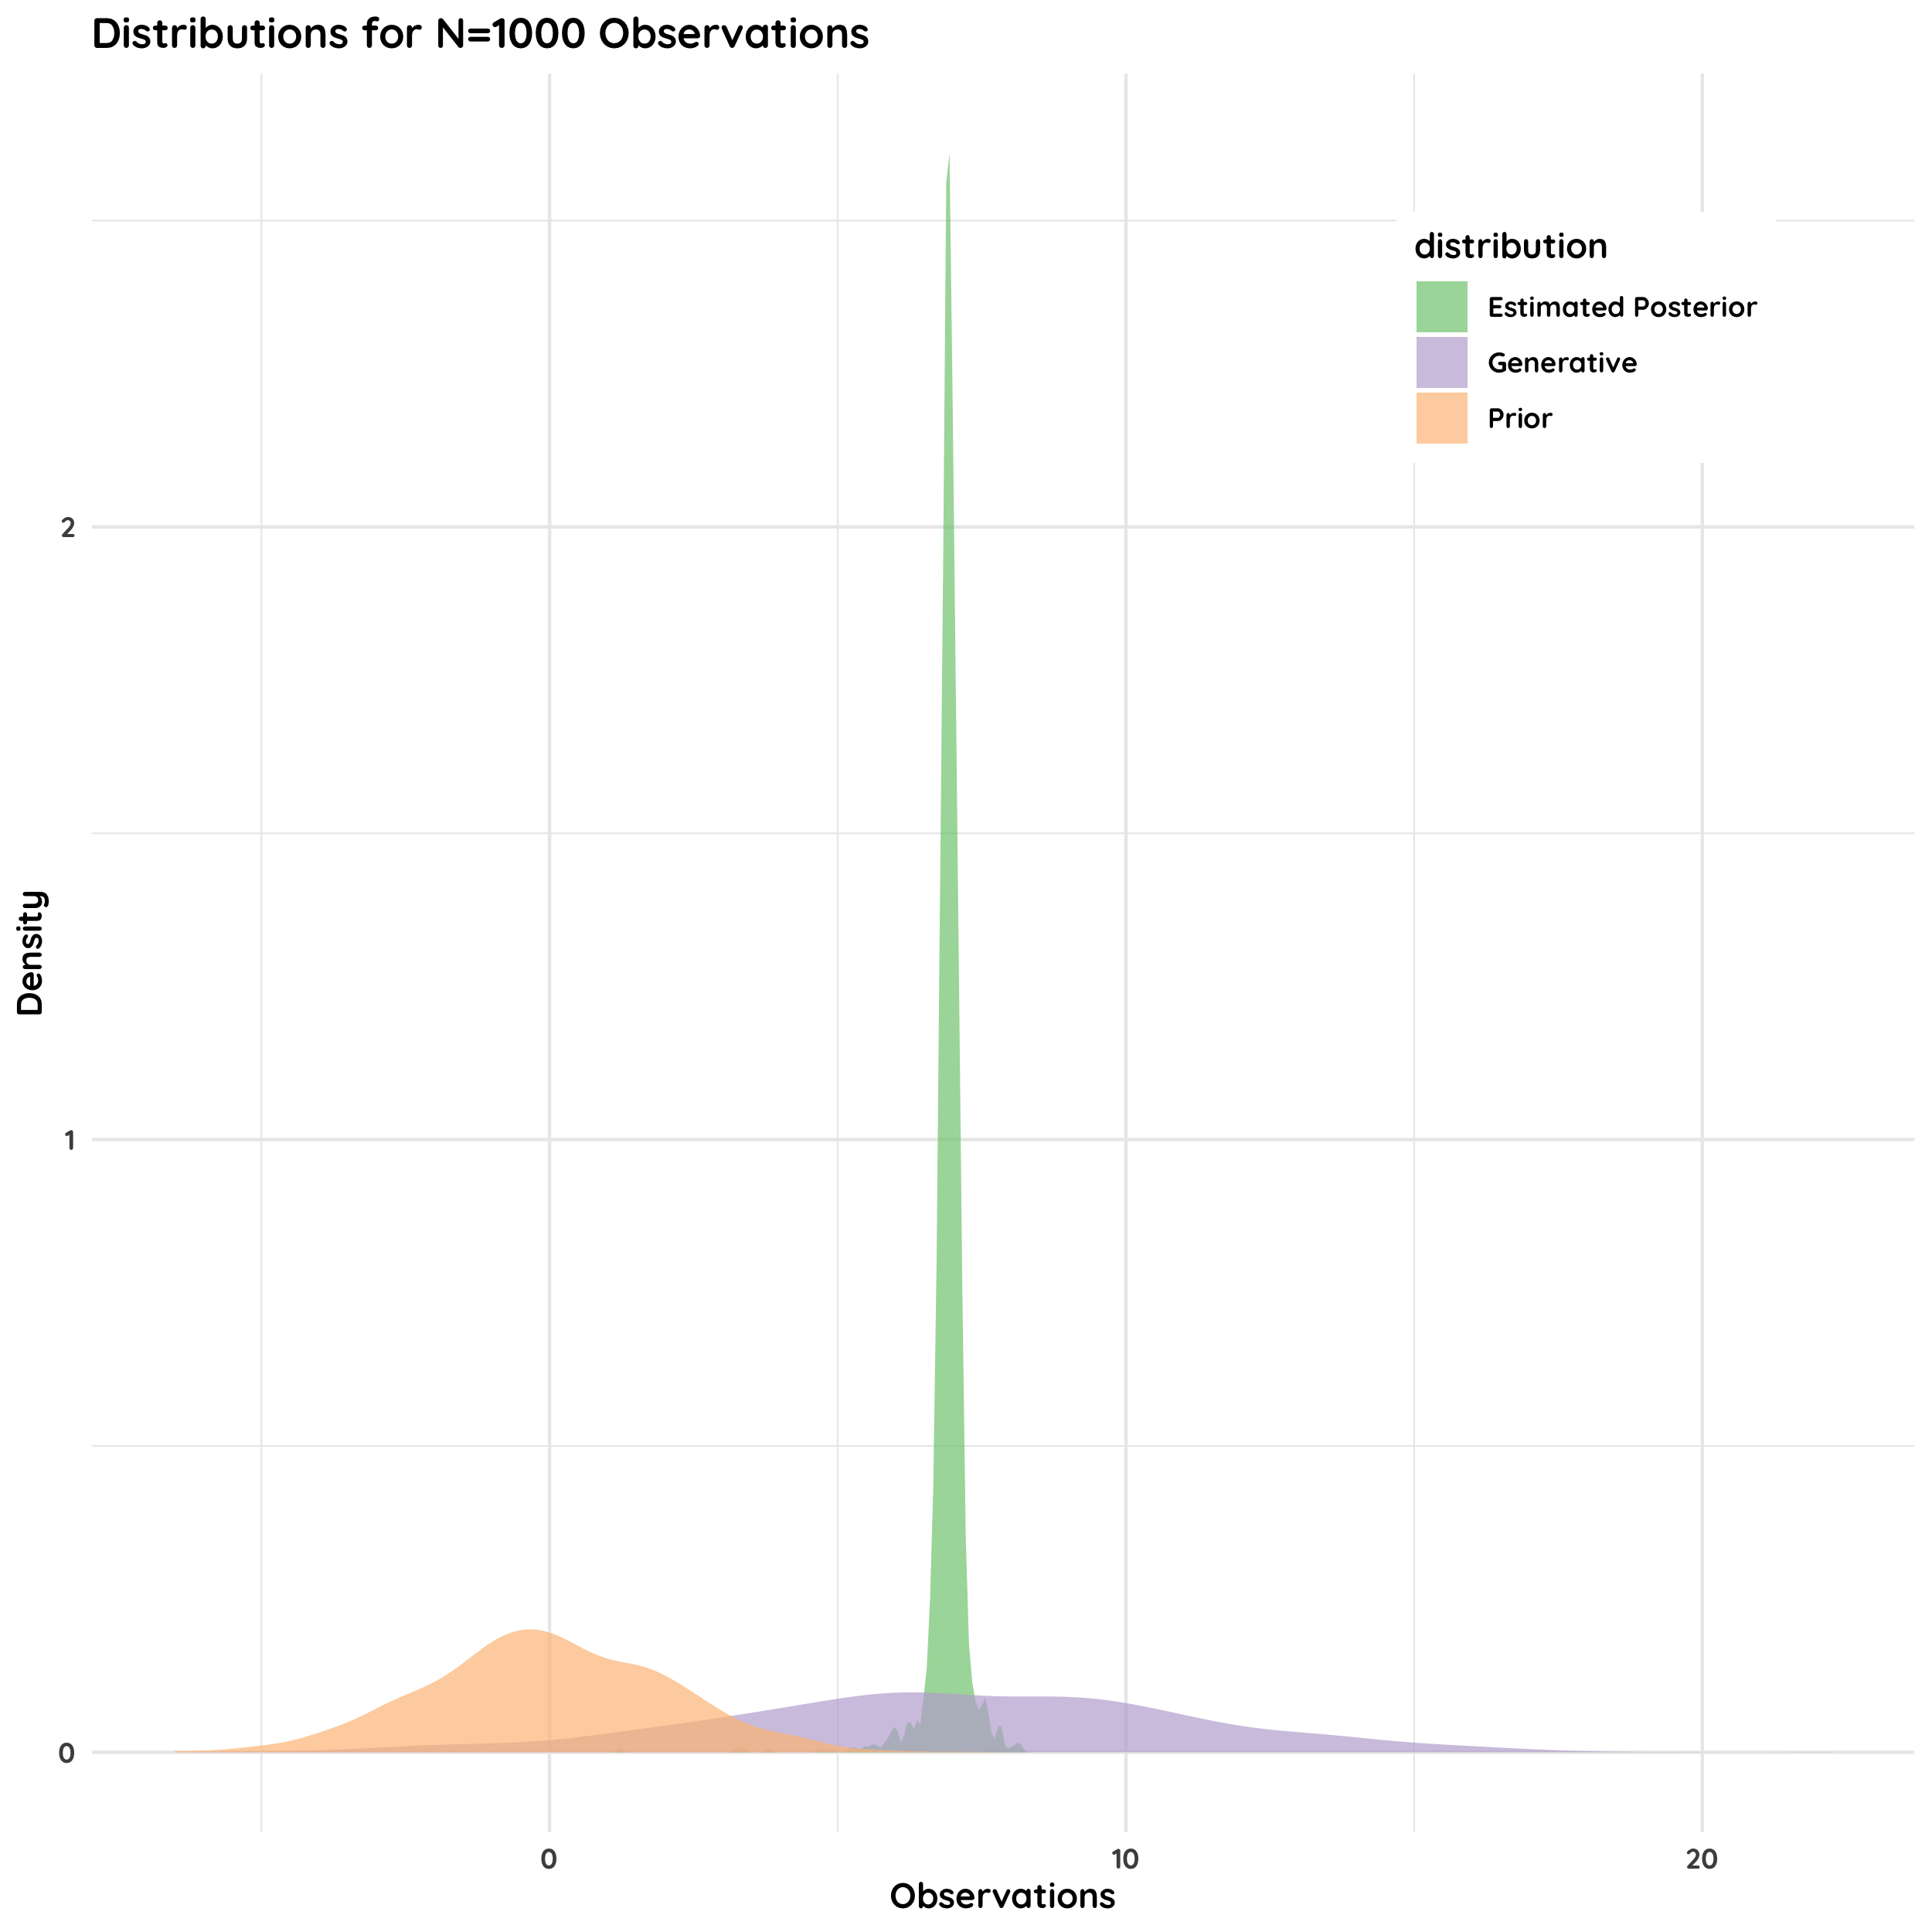 Distributions for N=1000 Observations
distribution
Estimated Posterior
Generative
Prior
2
1
0
Density
0 10 20
Observations